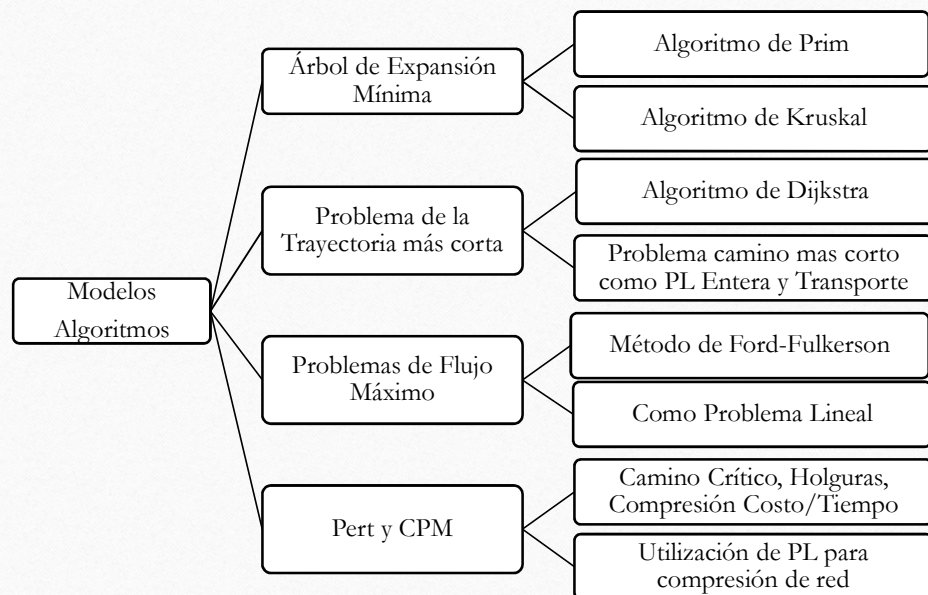 Modelos
Algoritmos
Árbol de Expansión
Mínima
Algoritmo de Prim
Algoritmo de Kruskal
Problema de la
Trayectoria más corta
Algoritmo de Dijkstra
Problema camino mas corto
como PL Entera y Transporte
Problemas de Flujo
Máximo
Método de Ford-Fulkerson
Como Problema Lineal
Pert y CPM
Camino Crítico, Holguras,
Compresión Costo/Tiempo
Utilización de PL para
compresión de red